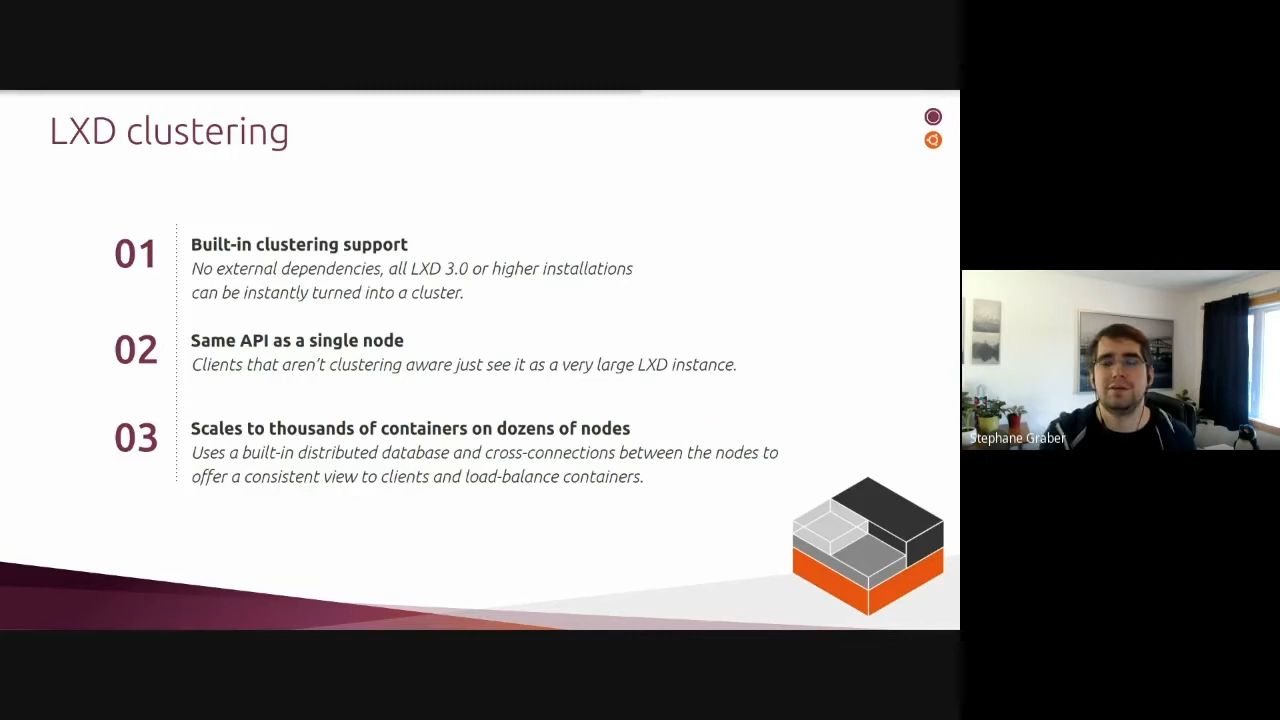 LXD clustering
01
Built-in clustering support
No external dependencies, all LXD 3.0 or higher installations
can be instantly turned into a cluster.
02
Same API as a single node
Clients that aren't clustering aware just see it as a very large LXD instance.
03
Scales to thousands of containers on dozens of nodes
Uses a built-in distributed database and cross-connections between the nodes to
offer a consistent view to clients and load-balance containers.
Stephane Graber